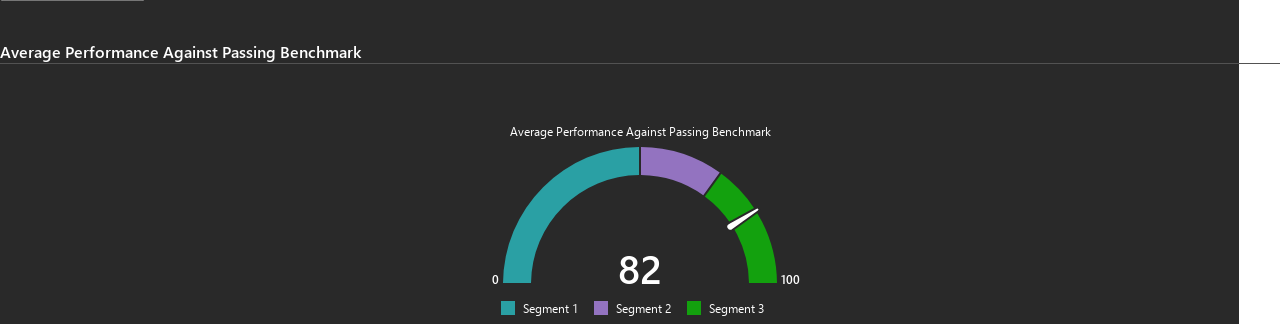 Average Performance Against Passing Benchmark
Average Performance Against Passing Benchmark
82
0
100
Segment 1
Segment 2
Segment 3